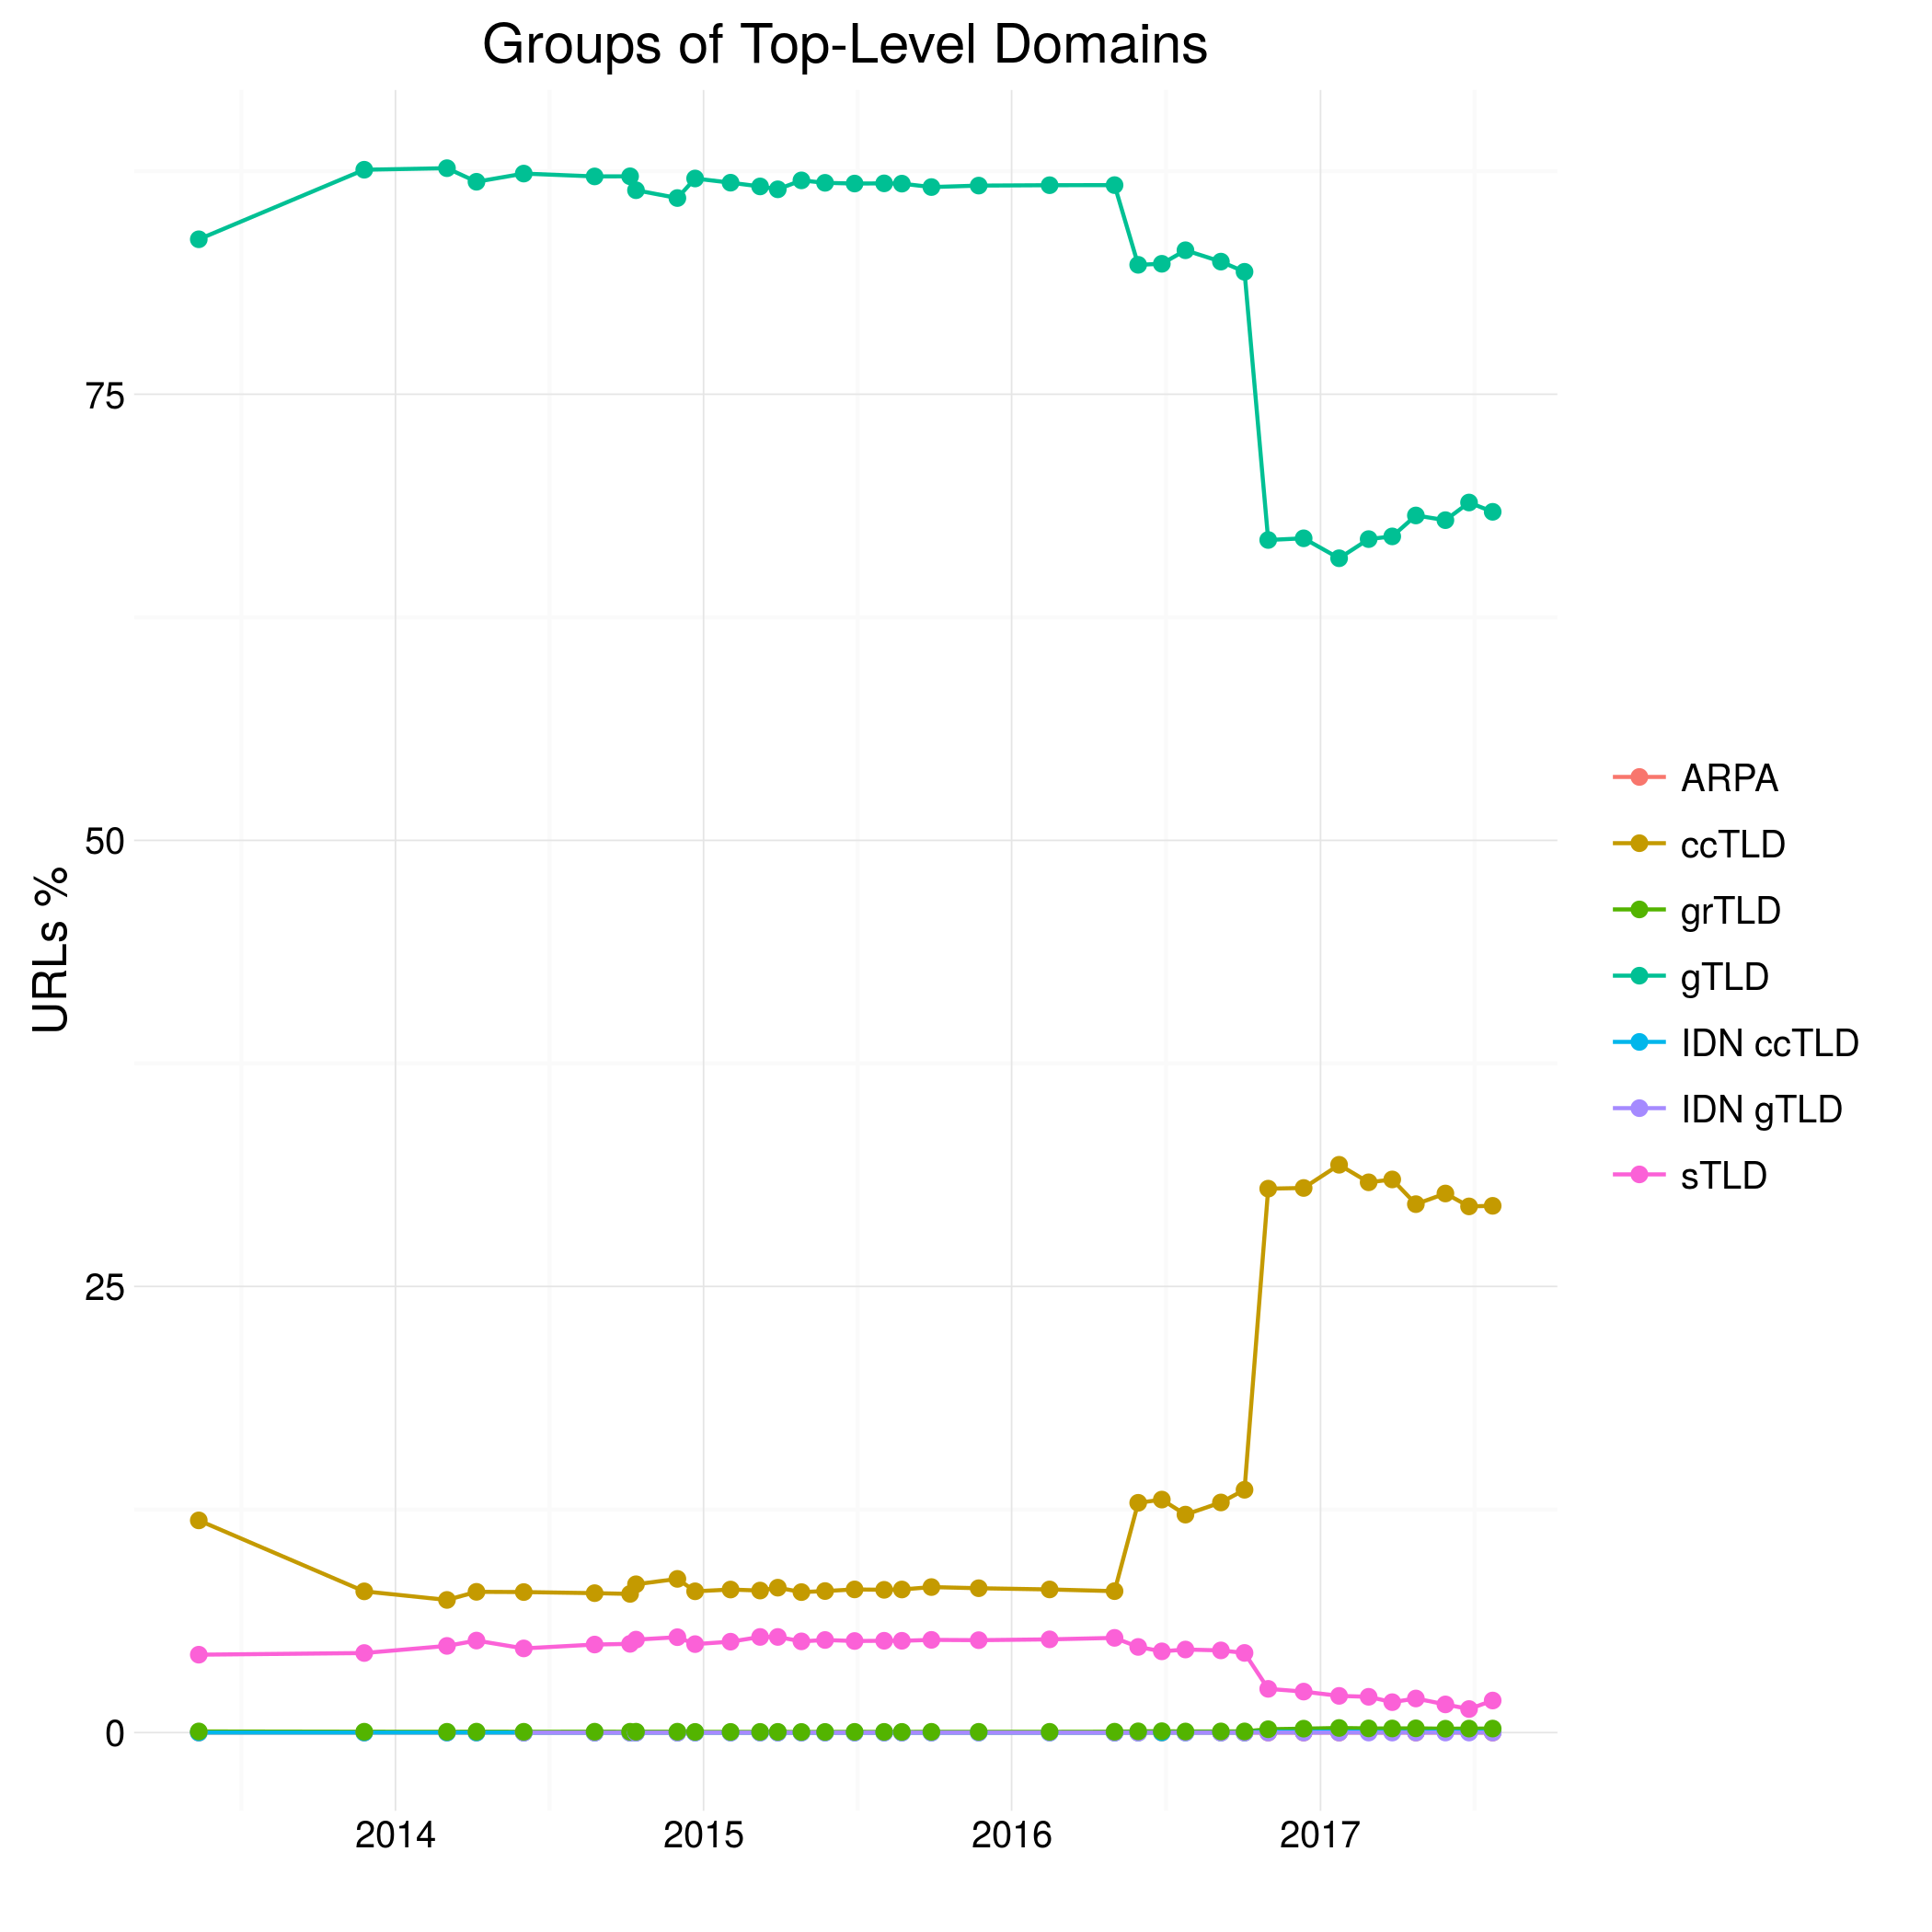 Groups of Top-Level Domains
URLs %
75
50
25
0
2014
2015
2016
2017
ARPA
ccTLD
grTLD
gTLD
IDN ccTLD
IDN gTLD
sTLD